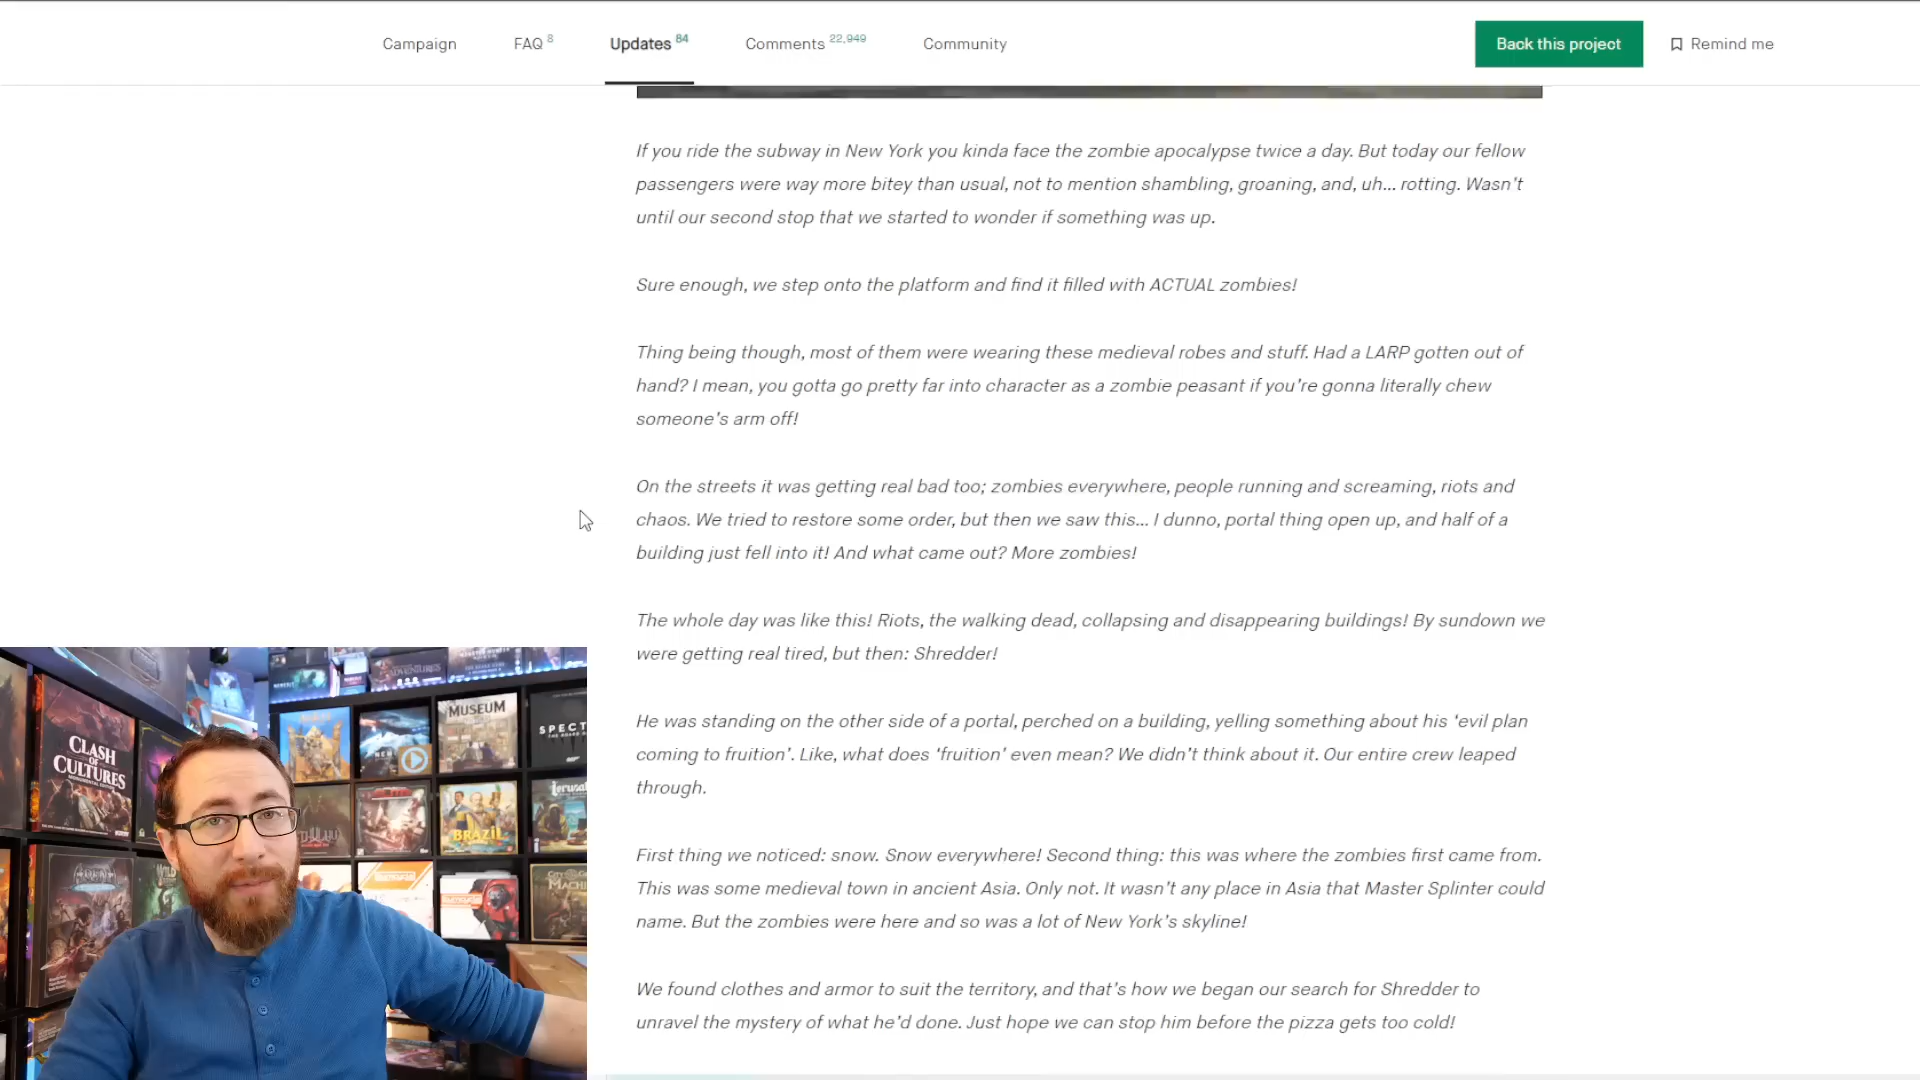 Campaign
FAQ 8
Updates 84
Comments 22,949
Community
Back this project
Remind me
If you ride the subway in New York you kinda face the zombie apocalypse twice a day. But today our fellow
passengers were way more bitey than usual, not to mention shambling, groaning, and, uh... rotting. Wasn't
until our second stop that we started to wonder if something was up.
Sure enough, we step onto the platform and find it filled with ACTUAL zombies!
Thing being though, most of them were wearing these medieval robes and stuff. Had a LARP gotten out of
hand? I mean, you gotta go pretty far into character as a zombie peasant if you're gonna literally chew
someone's arm off!
On the streets it was getting real bad too; zombies everywhere, people running and screaming, riots and
chaos. We tried to restore some order, but then we saw this... I dunno, portal thing open up, and half of a
building just fell into it! And what came out? More zombies!
The whole day was like this! Riots, the walking dead, collapsing and disappearing buildings! By sundown we
were getting real tired, but then: Shredder!
He was standing on the other side of a portal, perched on a building, yelling something about his ‘evil plan
coming to fruition’. Like, what does ‘fruition’ even mean? We didn't think about it. Our entire crew leaped
through.
First thing we noticed: snow. Snow everywhere! Second thing: this was where the zombies first came from.
This was some medieval town in ancient Asia. Only not. It wasn't any place in Asia that Master Splinter could
name. But the zombies were here and so was a lot of New York's skyline!
We found clothes and armor to suit the territory, and that's how we began our search for Shredder to
unravel the mystery of what he'd done. Just hope we can stop him before the pizza gets too cold!
CLASH
OF
CULTURES
MUSEUM
SPECT
BRAZIL